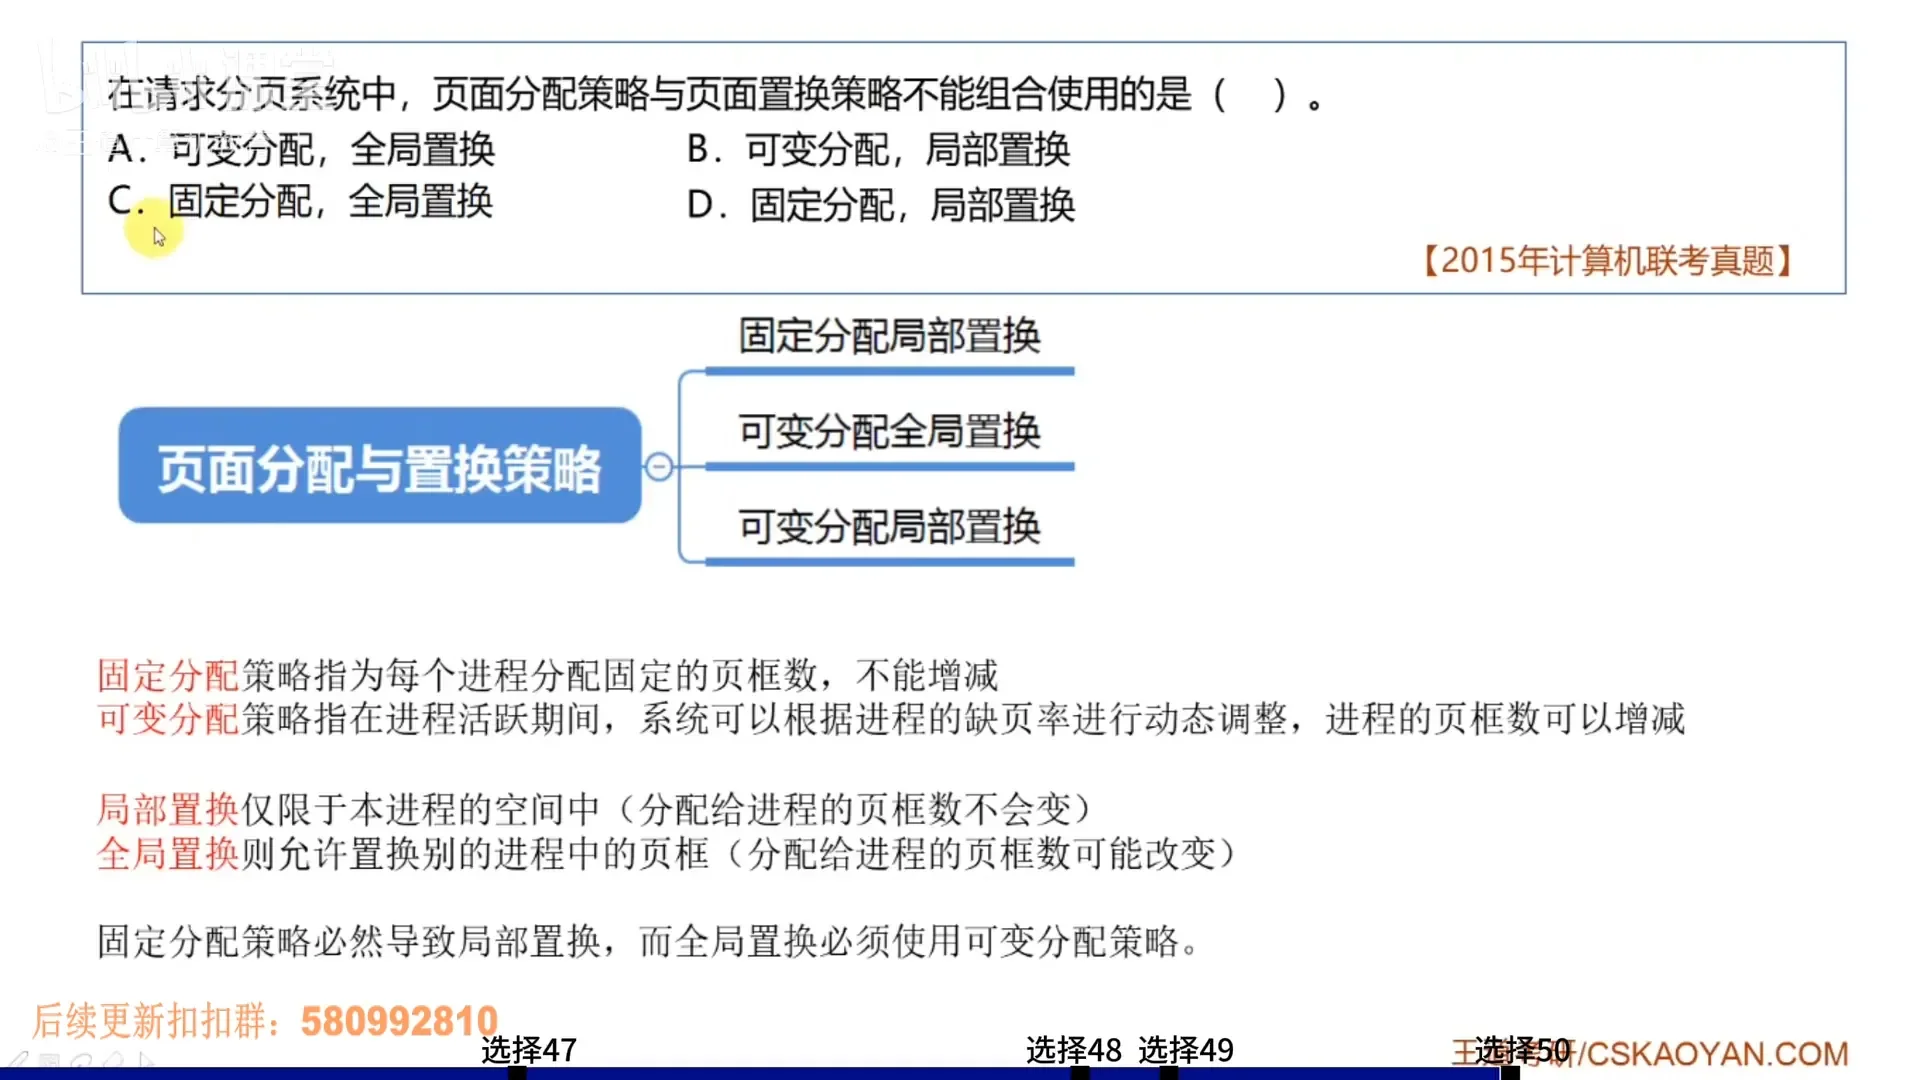 在请求分页系统中，页面分配策略与页面置换策略不能组合使用的是（　）。
A．可变分配，全局置换　B．可变分配，局部置换
C．固定分配，全局置换　D．固定分配，局部置换
【2015年计算机联考真题】
固定分配局部置换
页面分配与置换策略
可变分配全局置换
可变分配局部置换
固定分配策略指为每个进程分配固定的页框数，不能增减
可变分配策略指在进程活跃期间，系统可以根据进程的缺页率进行动态调整，进程的页框数可以增减
局部置换仅限于本进程的空间中（分配给进程的页框数不会变）
全局置换则允许置换别的进程中的页框（分配给进程的页框数可能改变）
固定分配策略必然导致局部置换，而全局置换必须使用可变分配策略。
后续更新扣扣群：580992810
选择47　选择48　选择49　选择50
王道考研/CSKAOYAN.COM